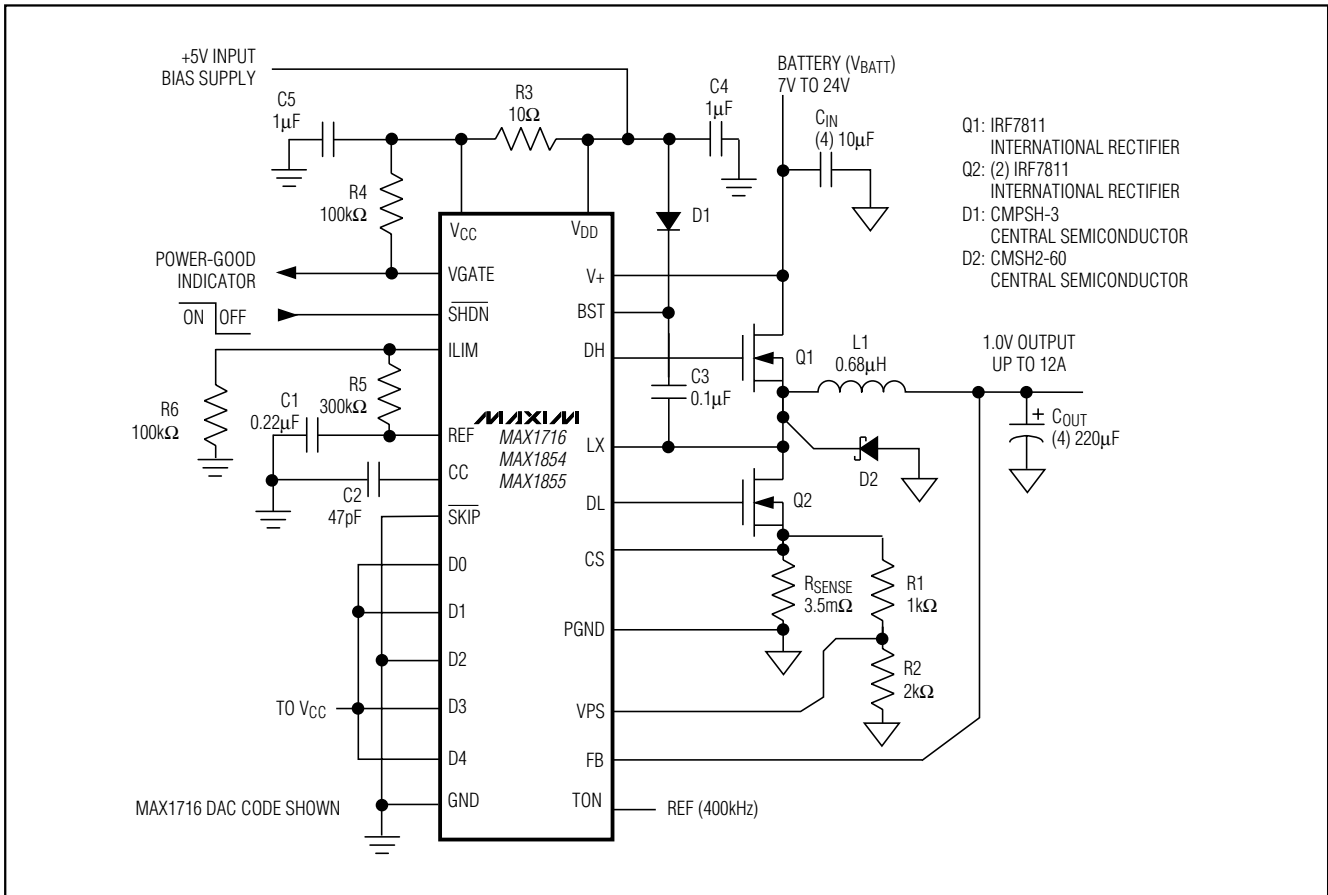 +5V INPUT
BIAS SUPPLY
C5
1µF
R3
10Ω
C4
1µF
BATTERY (VBATT)
7V TO 24V
CIN
(4) 10µF
Q1: IRF7811
INTERNATIONAL RECTIFIER
Q2: (2) IRF7811
INTERNATIONAL RECTIFIER
D1: CMPSH-3
CENTRAL SEMICONDUCTOR
D2: CMSH2-60
CENTRAL SEMICONDUCTOR
R4
100kΩ
D1
VCC
VDD
POWER-GOOD
INDICATOR
VGATE
V+
ON OFF
SHDN
BST
ILIM
DH
Q1
L1
0.68µH
1.0V OUTPUT
UP TO 12A
R6
100kΩ
C1
0.22µF
R5
300kΩ
C3
0.1µF
MAXIM
MAX1716
MAX1854
MAX1855
REF
LX
COUT
+
(4) 220µF
D2
CC
C2
47pF
DL
Q2
SKIP
CS
D0
RSENSE
3.5mΩ
R1
1kΩ
D1
PGND
D2
R2
2kΩ
TO VCC
D3
VPS
D4
FB
MAX1716 DAC CODE SHOWN
GND
TON
REF (400kHz)